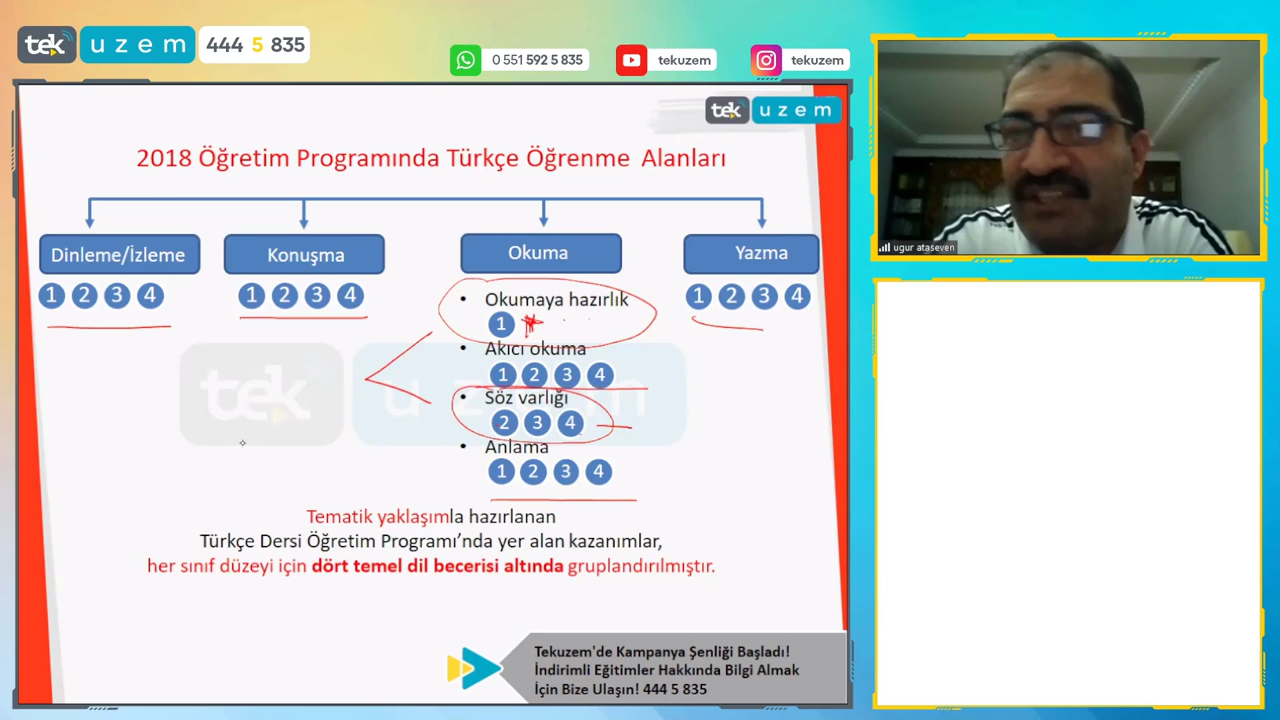 tek uzem 444 5 835
0 551 592 5 835
tekuzem
tekuzem
tek uzem
2018 Öğretim Programında Türkçe Öğrenme Alanları
Dinleme/İzleme
1 2 3 4
Konuşma
1 2 3 4
Okuma
• Okumaya hazırlık
1
• Akıcı okuma
1 2 3 4
• Söz varlığı
2 3 4
• Anlama
1 2 3 4
Yazma
1 2 3 4
tek uzem
Tematik yaklaşımla hazırlanan
Türkçe Dersi Öğretim Programı’nda yer alan kazanımlar,
her sınıf düzeyi için dört temel dil becerisi altında gruplandırılmıştır.
Tekuzem'de Kampanya Şenliği Başladı!
İndirimli Eğitimler Hakkında Bilgi Almak
İçin Bize Ulaşın! 444 5 835
ugur ataseven